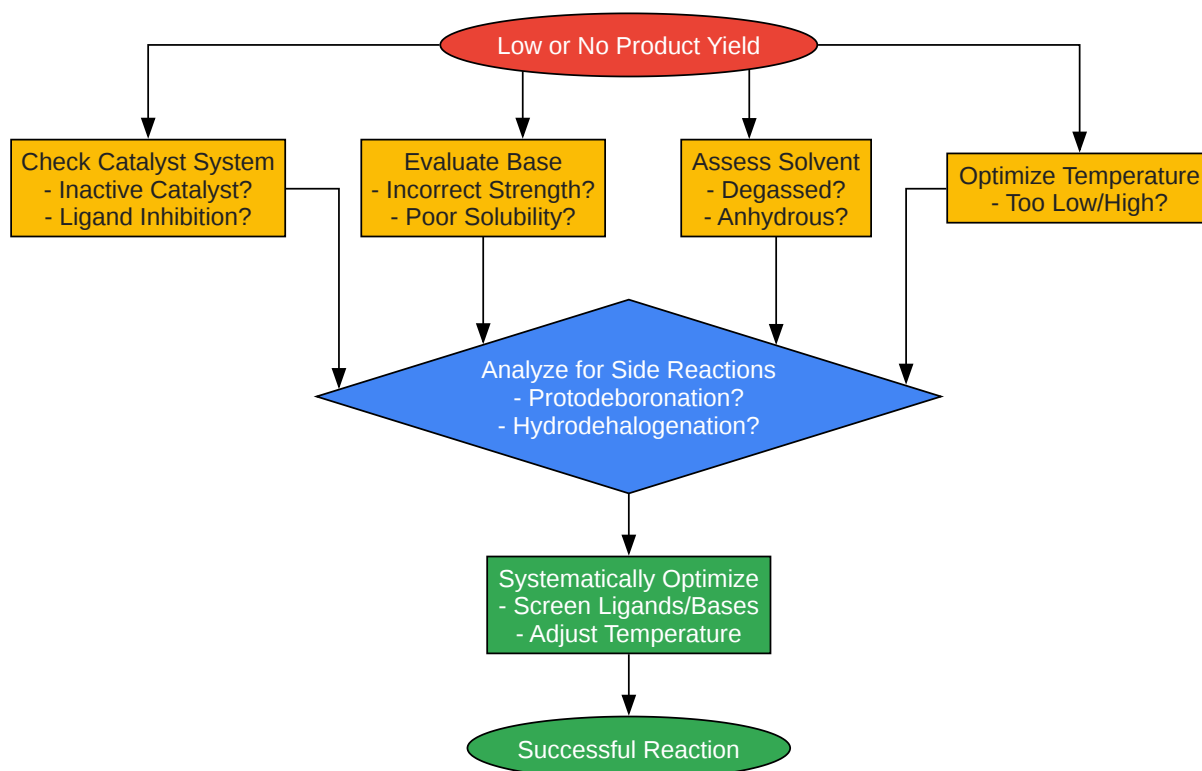 Low or No Product Yield
Check Catalyst System
- Inactive Catalyst?
- Ligand Inhibition?
Evaluate Base
- Incorrect Strength?
- Poor Solubility?
Assess Solvent
- Degassed?
- Anhydrous?
Optimize Temperature
- Too Low/High?
Analyze for Side Reactions
- Protodeboronation?
- Hydrodehalogenation?
Systematically Optimize
- Screen Ligands/Bases
- Adjust Temperature
Successful Reaction